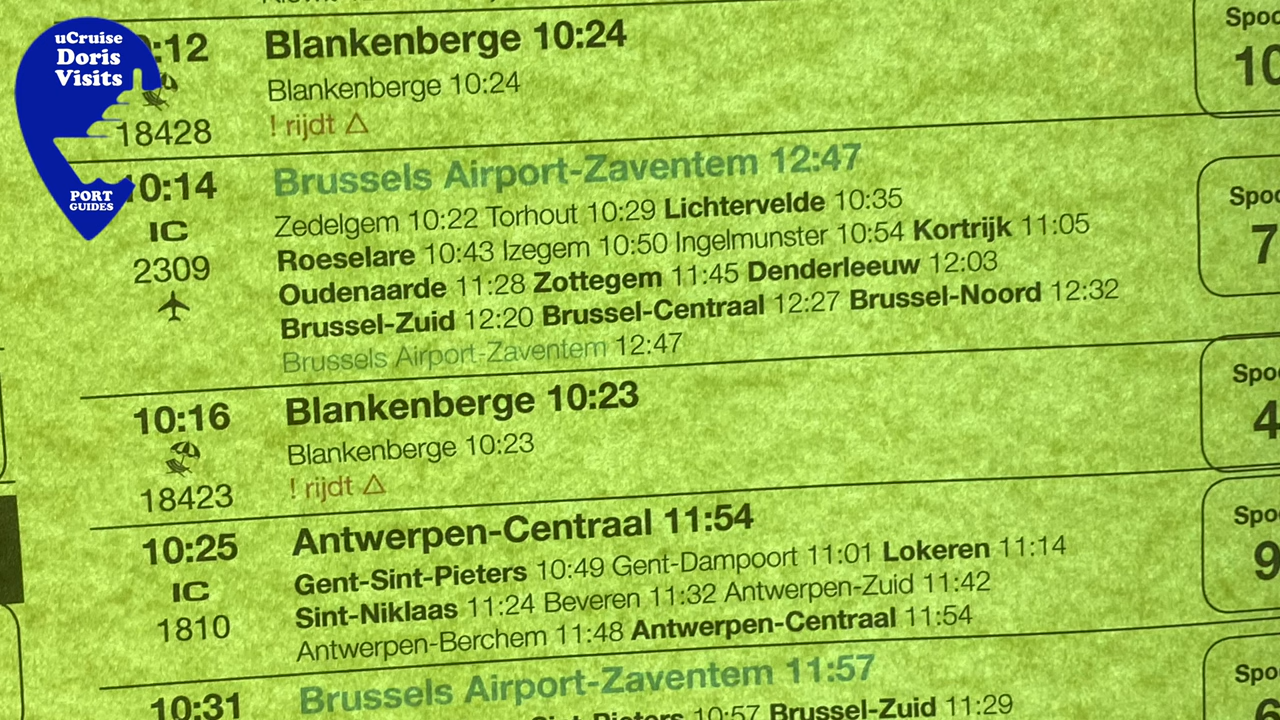 uCruise
Doris
Visits
PORT
GUIDES
:12 Blankenberge 10:24
Blankenberge 10:24
18428 ! rijdt △
Spoo
10
10:14 Brussels Airport-Zaventem 12:47
IC
2309
Zedelgem 10:22 Torhout 10:29 Lichtervelde 10:35
Roeselare 10:43 Izegem 10:50 Ingelmunster 10:54 Kortrijk 11:05
Oudenaarde 11:28 Zottegem 11:45 Denderleeuw 12:03
Brussel-Zuid 12:20 Brussel-Centraal 12:27 Brussel-Noord 12:32
Brussels Airport-Zaventem 12:47
Spoo
7
10:16 Blankenberge 10:23
Blankenberge 10:23
18423 ! rijdt △
Spoo
4
10:25 Antwerpen-Centraal 11:54
IC
1810
Gent-Sint-Pieters 10:49 Gent-Dampoort 11:01 Lokeren 11:14
Sint-Niklaas 11:24 Beveren 11:32 Antwerpen-Zuid 11:42
Antwerpen-Berchem 11:48 Antwerpen-Centraal 11:54
Spoo
9
10:31 Brussels Airport-Zaventem 11:57
10:57 Brussel-Zuid 11:29
Spoo